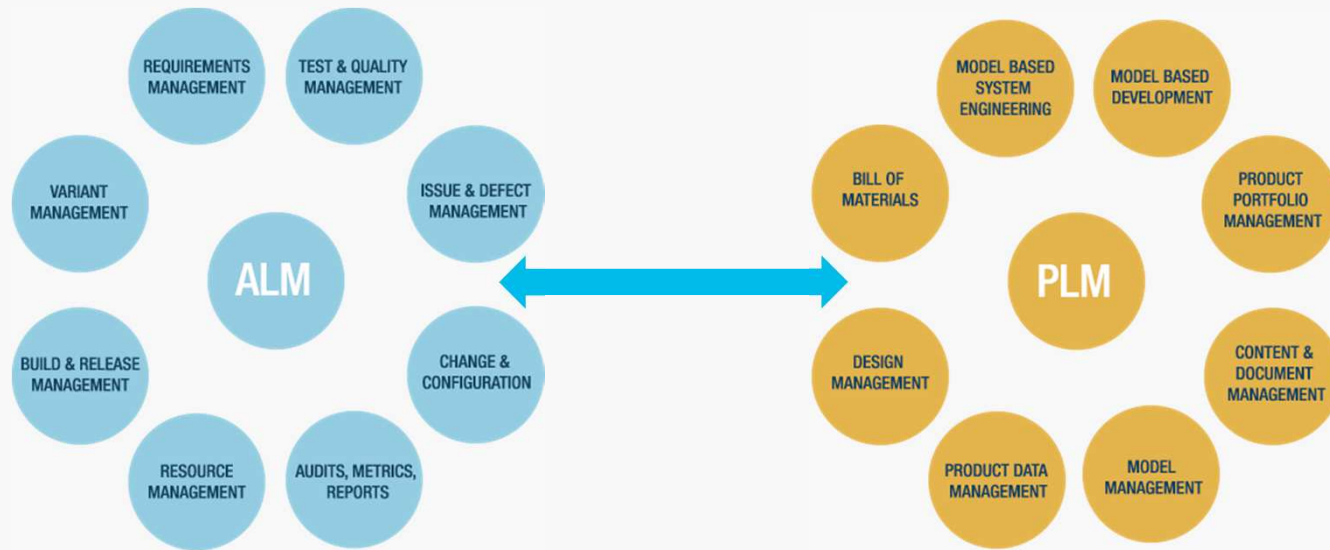 REQUIREMENTS
MANAGEMENT
TEST & QUALITY
MANAGEMENT
VARIANT
MANAGEMENT
ISSUE & DEFECT
MANAGEMENT
ALM
BUILD & RELEASE
MANAGEMENT
CHANGE &
CONFIGURATION
RESOURCE
MANAGEMENT
AUDITS, METRICS,
REPORTS
MODEL BASED
SYSTEM
ENGINEERING
MODEL BASED
DEVELOPMENT
BILL OF
MATERIALS
PRODUCT
PORTFOLIO
MANAGEMENT
PLM
DESIGN
MANAGEMENT
CONTENT &
DOCUMENT
MANAGEMENT
PRODUCT DATA
MANAGEMENT
MODEL
MANAGEMENT